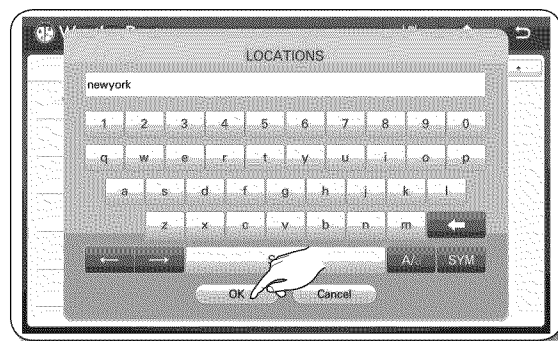 LOCATIONS
newyork
1 2 3 4 5 6 7 8 9 0
q w e r t y u i o p
a s d f g h j k l
z x c v b n m
A/ SYM
OK Cancel